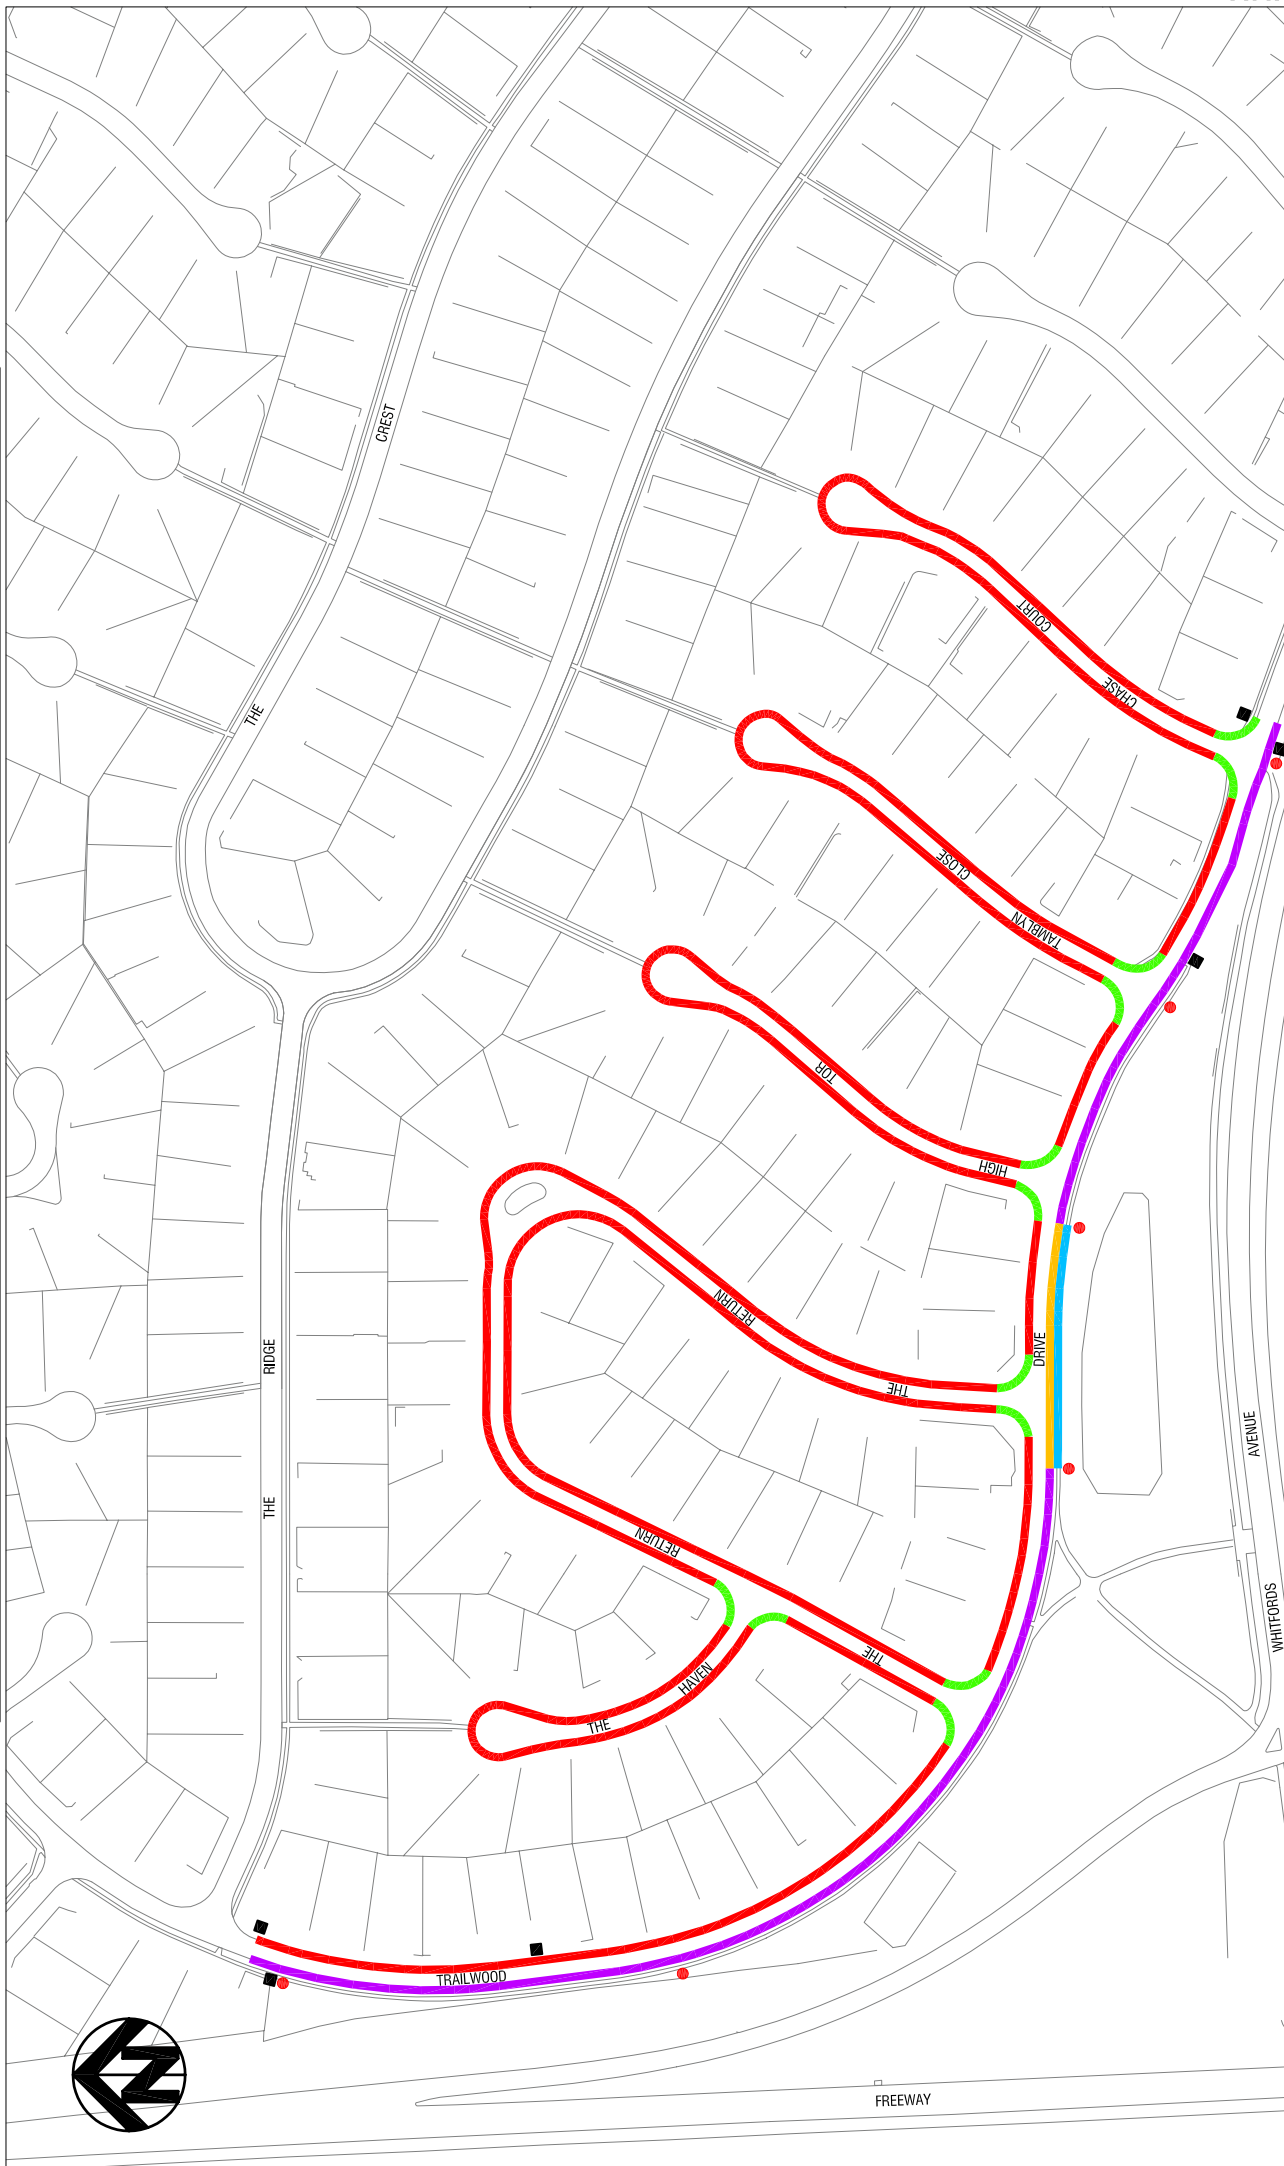 CREST
THE
COURT
CHASE
CLOSE
TAMBLYN
TOR
HIGH
RETURN
DRIVE
THE
RIDGE
THE
AVENUE
RETURN
WHITFORDS
THE
HAVEN
THE
TRAILWOOD
FREEWAY
N